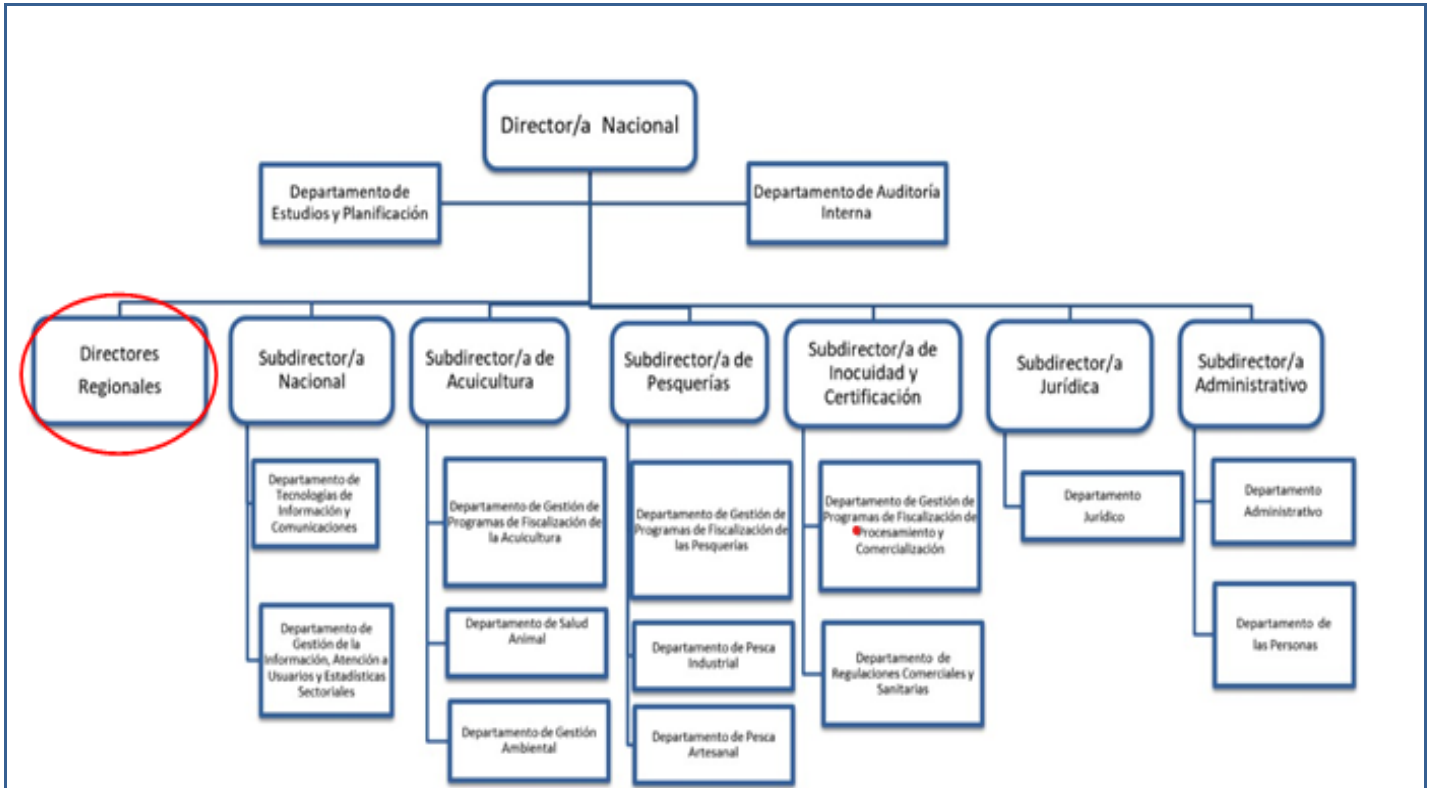 Director/a Nacional
Departamento de
Estudios y Planificación
Departamento de Auditoría
Interna
Directores
Regionales
Subdirector/a
Nacional
Subdirector/a de
Acuicultura
Subdirector/a de
Pesquerías
Subdirector/a de
Inocuidad y
Certificación
Subdirector/a
Jurídica
Subdirector/a
Administrativo
Departamento de
Tecnologías de
Información y
Comunicaciones
Departamento de
Gestión de la
Información, Atención a
Usuarios y Estadísticas
Sectoriales
Departamento de Gestión de
Programas de Fiscalización de
la Acuicultura
Departamento de Salud
Animal
Departamento de Gestión
Ambiental
Departamento de Gestión de
Programas de Fiscalización de
las Pesquerías
Departamento de Pesca
Industrial
Departamento de Pesca
Artesanal
Departamento de Gestión de
Programas de Fiscalización de
Procesamiento y
Comercialización
Departamento de
Regulaciones Comerciales y
Sanitarias
Departamento
Jurídico
Departamento
Administrativo
Departamento de
las Personas